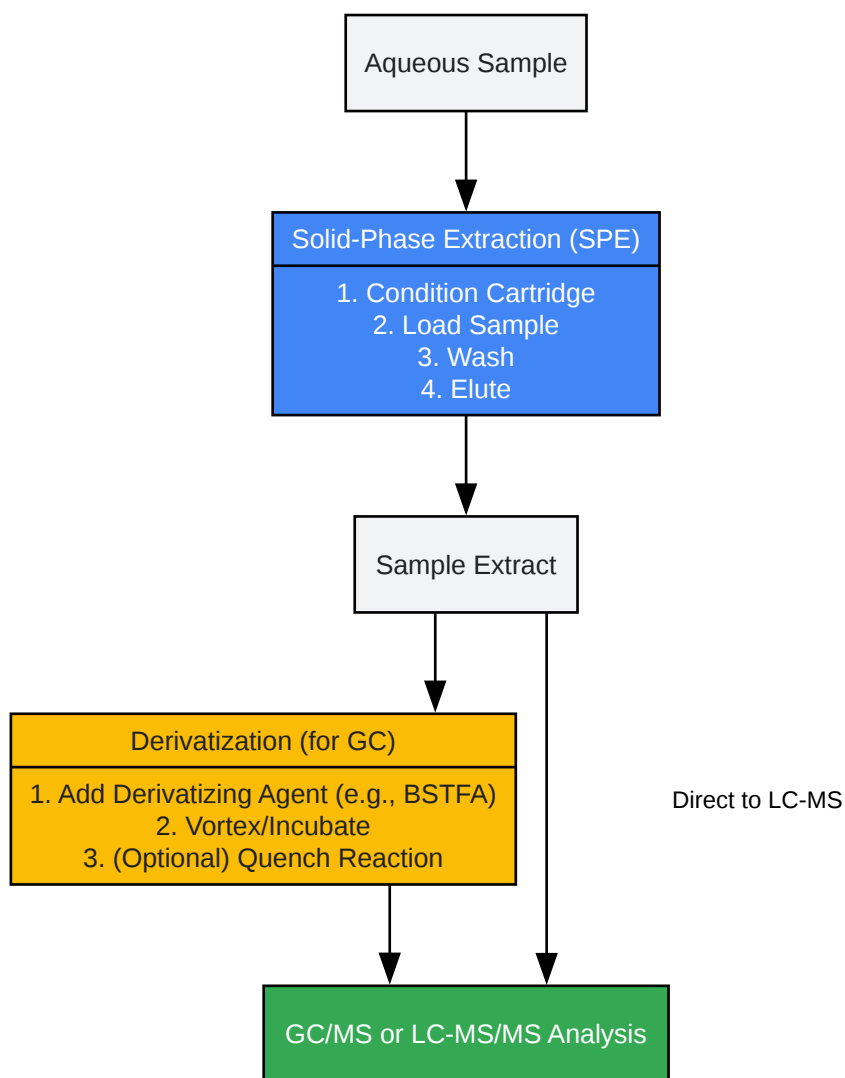 Aqueous Sample
Solid-Phase Extraction (SPE)
1. Condition Cartridge
2. Load Sample
3. Wash
4. Elute
Sample Extract
Derivatization (for GC)
1. Add Derivatizing Agent (e.g., BSTFA)
2. Vortex/Incubate
3. (Optional) Quench Reaction
Direct to LC-MS
GC/MS or LC-MS/MS Analysis